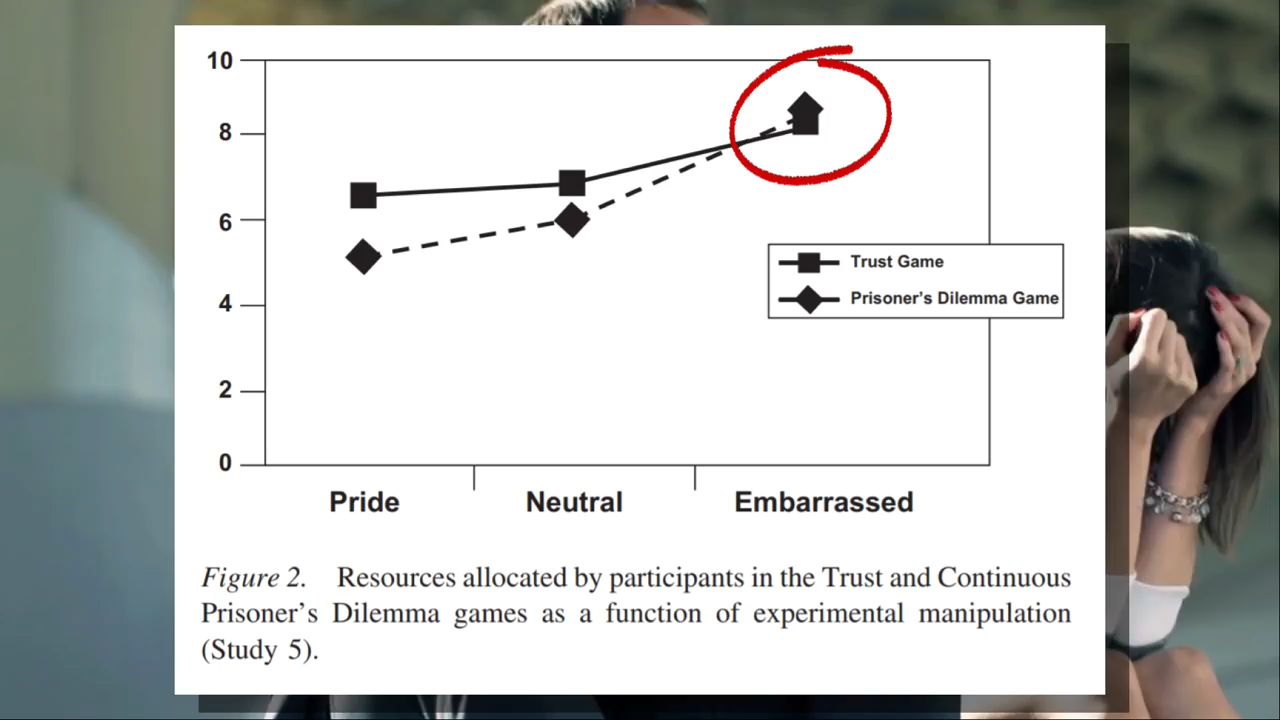 10
8
6
4
2
0
Trust Game
Prisoner's Dilemma Game
Pride Neutral Embarrassed
Figure 2. Resources allocated by participants in the Trust and Continuous
Prisoner's Dilemma games as a function of experimental manipulation
(Study 5).